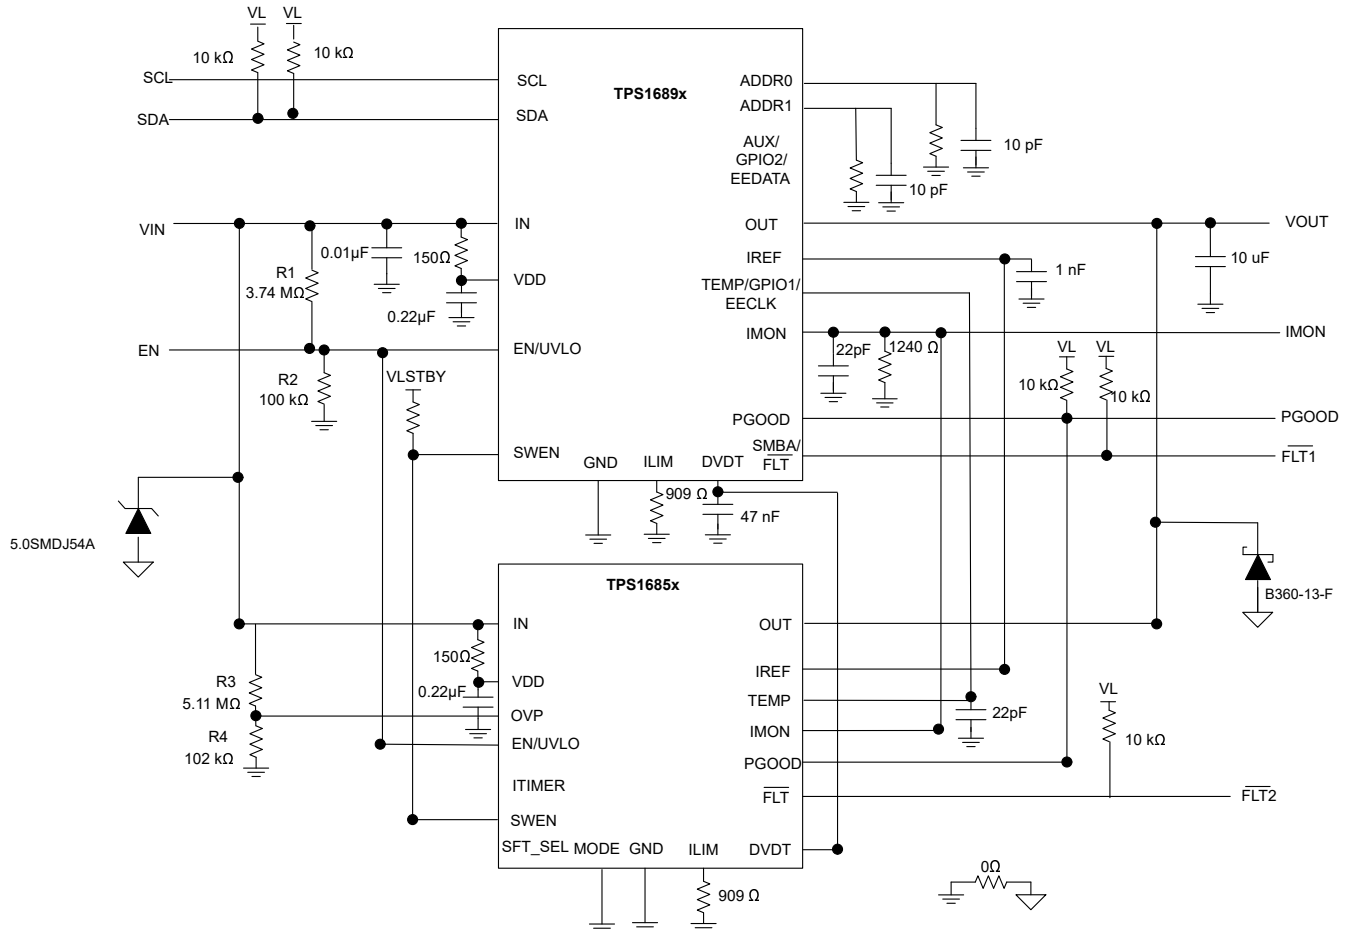 VL VL
10 kΩ 10 kΩ
SCL SCL TPS1689x ADDR0
SDA SDA ADDR1
AUX/
GPIO2/
EEDATA
10 pF
10 pF
VIN IN OUT VOUT
0.01µF 150Ω IREF 10 uF
R1
3.74 MΩ
VDD
0.22µF
TEMP/GPIO1/
EECLK
1 nF
IMON IMON
EN EN/UVLO
22pF 1240 Ω
VL VL
10 kΩ 10kΩ
R2
100 kΩ
VLSTBY
PGOOD PGOOD
SWEN GND ILIM DVDT
SMBA/
FLT
FLT1
909 Ω
47 nF
5.0SMDJ54A
TPS1685x
B360-13-F
IN OUT
150Ω
IREF
R3
5.11 MΩ
VDD TEMP
0.22µF
VL
OVP
22pF
R4
102 kΩ
IMON
10 kΩ
EN/UVLO
PGOOD
ITIMER
FLT FLT2
SWEN
SFT_SEL MODE GND ILIM DVDT
0Ω
909 Ω